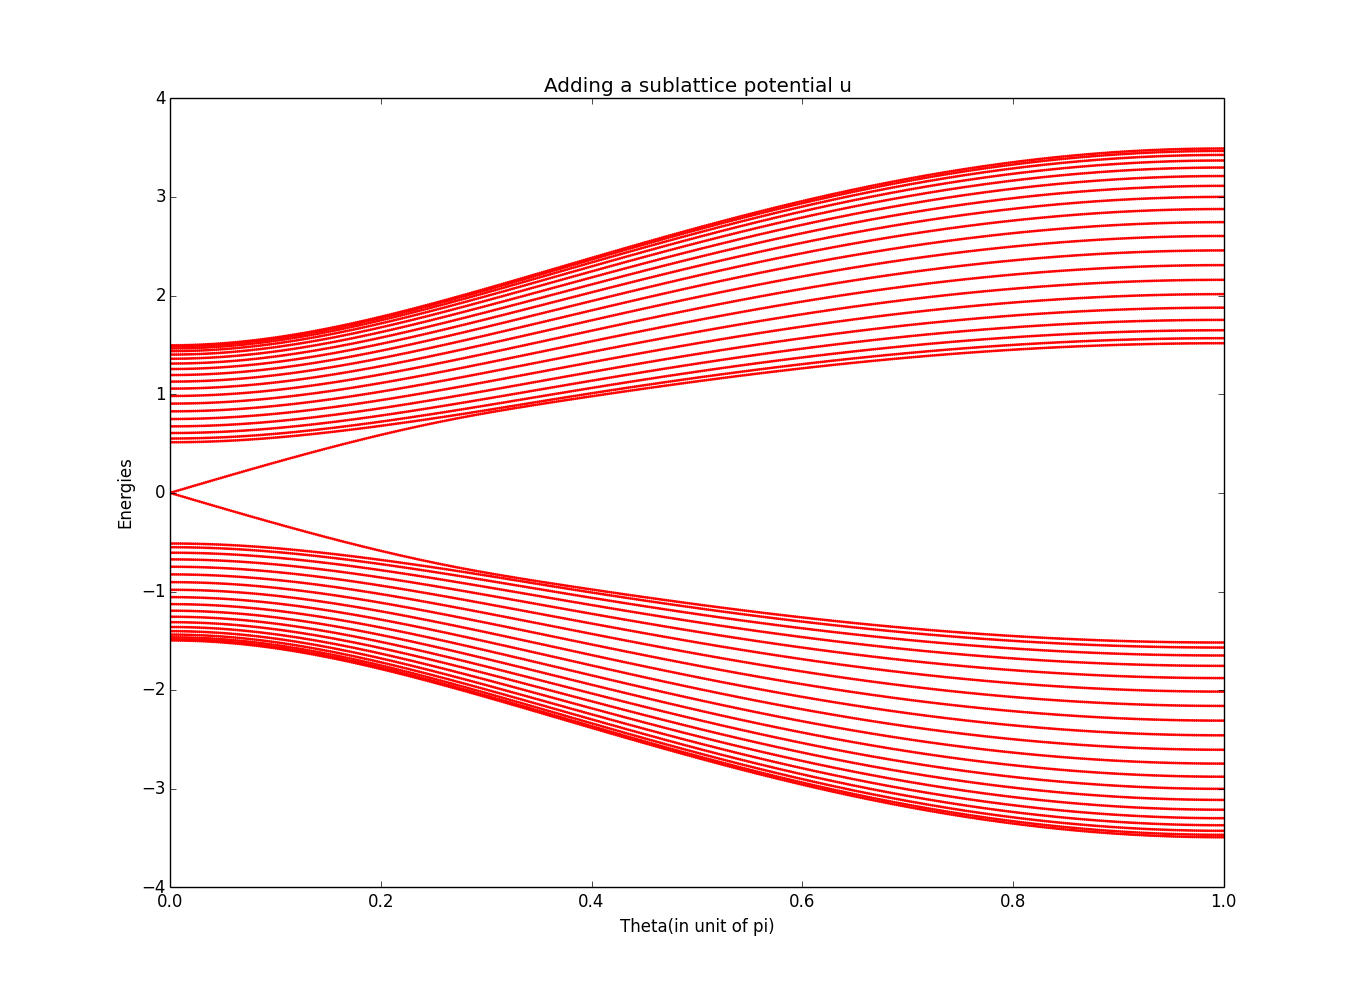 Adding a sublattice potential u
4
3
2
1
0
−1
−2
−3
−4
Energies
0.0 0.2 0.4 0.6 0.8 1.0
Theta(in unit of pi)